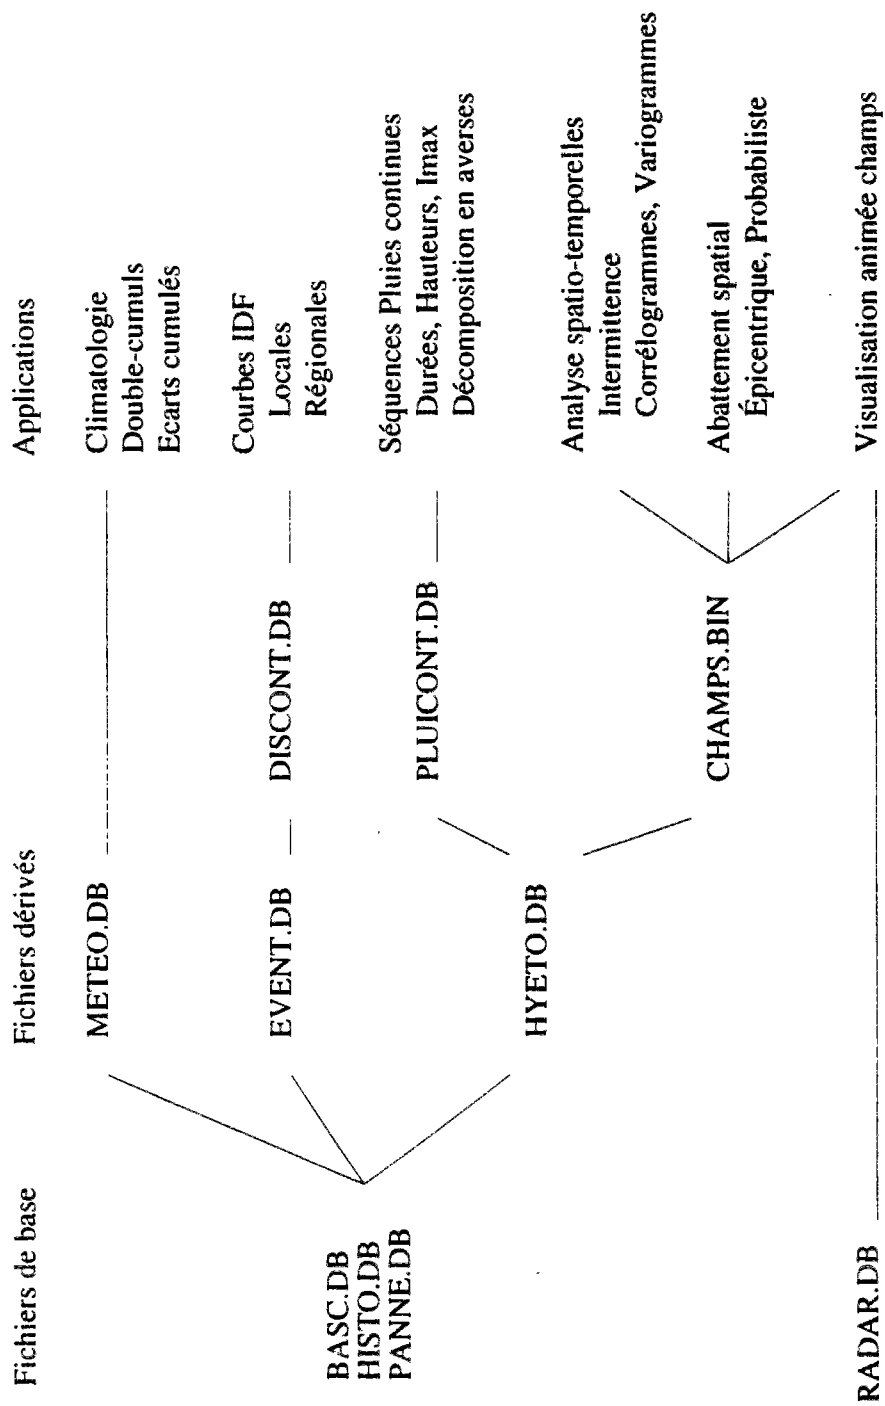 Fichiers de base
Fichiers dérivés
Applications
BASC.DB
HISTO.DB
PANNE.DB
METEO.DB
Climatologie
Double-cumuls
Ecarts cumulés
EVENT.DB
DISCONT.DB
Courbes IDF
Locales
Régionales
HYETO.DB
PLUICONT.DB
Séquences Pluies continues
Durées, Hauteurs, Imax
Décomposition en averses
CHAMPS.BIN
Analyse spatio-temporelles
Intermittence
Corrélogrammes, Variogrammes
Abattement spatial
Épicentrique, Probabiliste
RADAR.DB
Visualisation animée champs